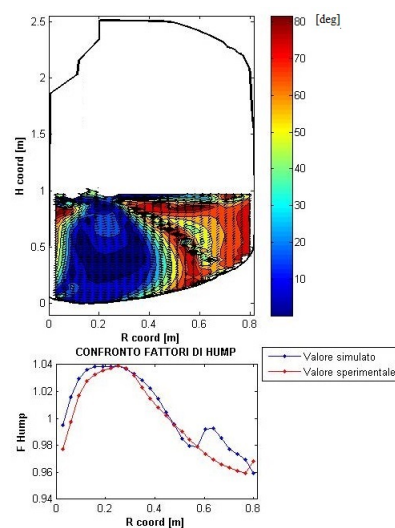 [deg]
2.5
2
1.5
1
0.5
0
H coord [m]
80
70
60
50
40
30
20
10
0 0.2 0.4 0.6 0.8
R coord [m]
CONFRONTO FATTORI DI HUMP
1.04
1.02
1
0.98
0.96
0.94
F Hump
0 0.2 0.4 0.6 0.8
R coord [m]
Valore simulato
Valore sperimentale